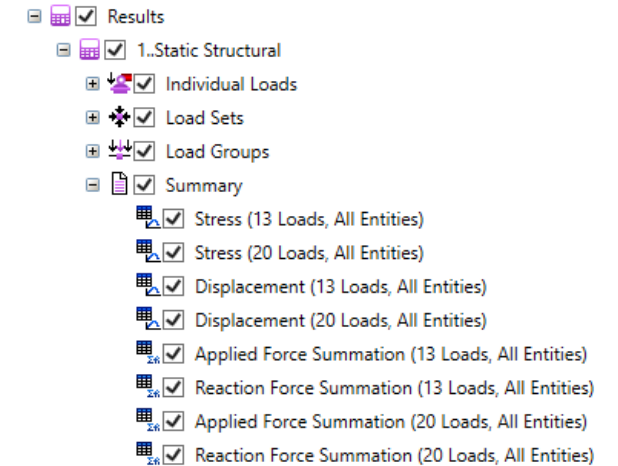 Results
1..Static Structural
Individual Loads
Load Sets
Load Groups
Summary
Stress (13 Loads, All Entities)
Stress (20 Loads, All Entities)
Displacement (13 Loads, All Entities)
Displacement (20 Loads, All Entities)
Applied Force Summation (13 Loads, All Entities)
Reaction Force Summation (13 Loads, All Entities)
Applied Force Summation (20 Loads, All Entities)
Reaction Force Summation (20 Loads, All Entities)